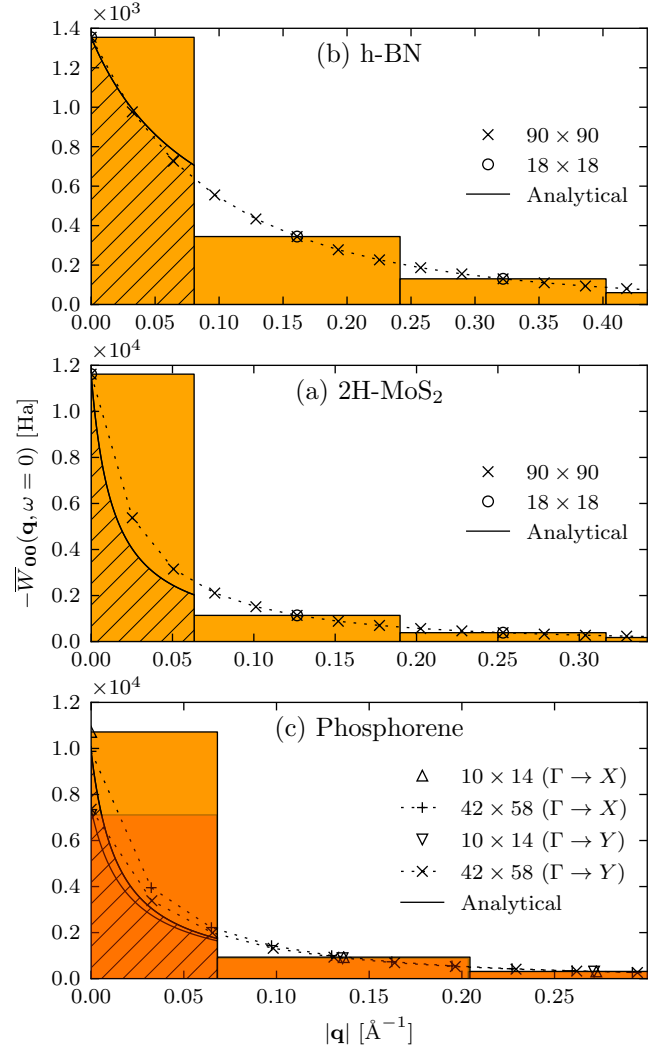 ×10³
1.4
1.2
1.0
0.8
0.6
0.4
0.2
0.0
(b) h-BN
90 × 90
18 × 18
Analytical
0.00 0.05 0.10 0.15 0.20 0.25 0.30 0.35 0.40
×10⁴
1.2
1.0
0.8
0.6
0.4
0.2
0.0
−W̅₀₀(q, ω = 0) [Ha]
(a) 2H-MoS₂
90 × 90
18 × 18
Analytical
0.00 0.05 0.10 0.15 0.20 0.25 0.30
×10⁴
1.2
1.0
0.8
0.6
0.4
0.2
0.0
(c) Phosphorene
10 × 14 (Γ → X)
42 × 58 (Γ → X)
10 × 14 (Γ → Y)
42 × 58 (Γ → Y)
Analytical
0.00 0.05 0.10 0.15 0.20 0.25
|q| [Å⁻¹]